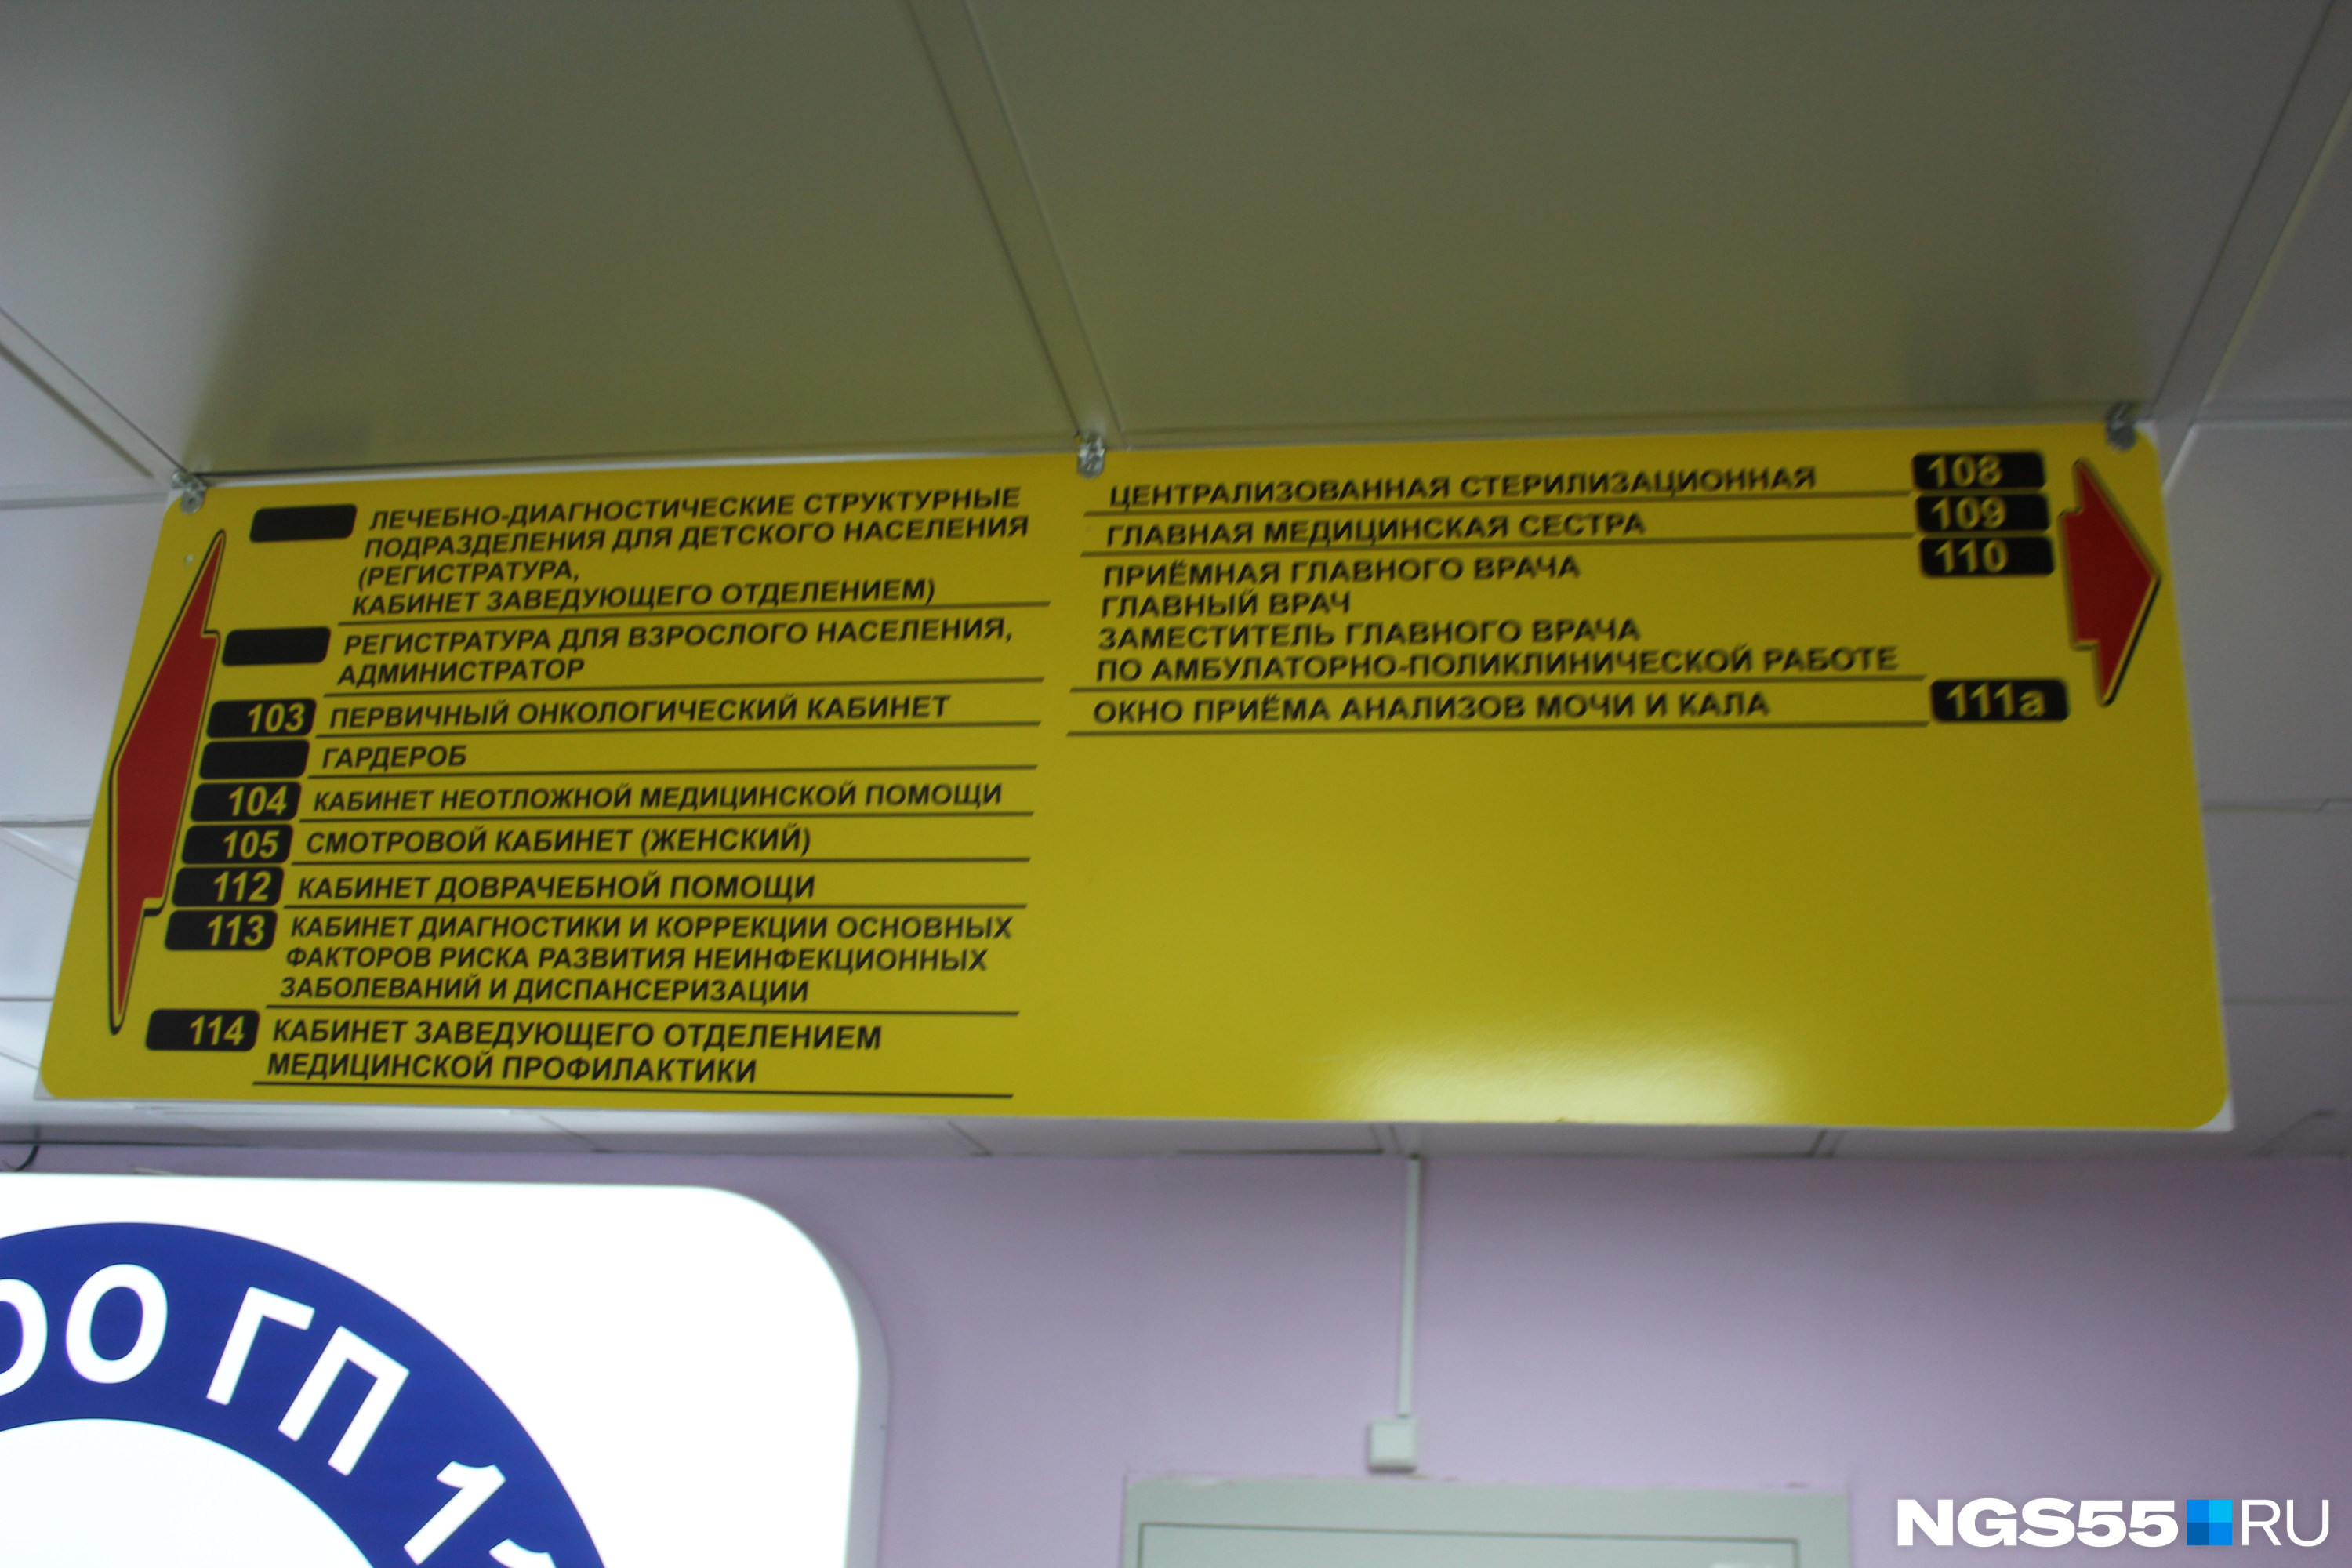 ЛЕЧЕБНО-ДИАГНОСТИЧЕСКИЕ СТРУКТУРНЫЕ
ПОДРАЗДЕЛЕНИЯ ДЛЯ ДЕТСКОГО НАСЕЛЕНИЯ
(РЕГИСТРАТУРА,
КАБИНЕТ ЗАВЕДУЮЩЕГО ОТДЕЛЕНИЕМ)
РЕГИСТРАТУРА ДЛЯ ВЗРОСЛОГО НАСЕЛЕНИЯ,
АДМИНИСТРАТОР
103 ПЕРВИЧНЫЙ ОНКОЛОГИЧЕСКИЙ КАБИНЕТ
ГАРДЕРОБ
104 КАБИНЕТ НЕОТЛОЖНОЙ МЕДИЦИНСКОЙ ПОМОЩИ
105 СМОТРОВОЙ КАБИНЕТ (ЖЕНСКИЙ)
112 КАБИНЕТ ДОВРАЧЕБНОЙ ПОМОЩИ
113 КАБИНЕТ ДИАГНОСТИКИ И КОРРЕКЦИИ ОСНОВНЫХ
ФАКТОРОВ РИСКА РАЗВИТИЯ НЕИНФЕКЦИОННЫХ
ЗАБОЛЕВАНИЙ И ДИСПАНСЕРИЗАЦИИ
114 КАБИНЕТ ЗАВЕДУЮЩЕГО ОТДЕЛЕНИЕМ
МЕДИЦИНСКОЙ ПРОФИЛАКТИКИ
ЦЕНТРАЛИЗОВАННАЯ СТЕРИЛИЗАЦИОННАЯ 108
ГЛАВНАЯ МЕДИЦИНСКАЯ СЕСТРА 109
ПРИЁМНАЯ ГЛАВНОГО ВРАЧА 110
ГЛАВНЫЙ ВРАЧ
ЗАМЕСТИТЕЛЬ ГЛАВНОГО ВРАЧА
ПО АМБУЛАТОРНО-ПОЛИКЛИНИЧЕСКОЙ РАБОТЕ
ОКНО ПРИЁМА АНАЛИЗОВ МОЧИ И КАЛА 111а
ГП
NGS55 RU